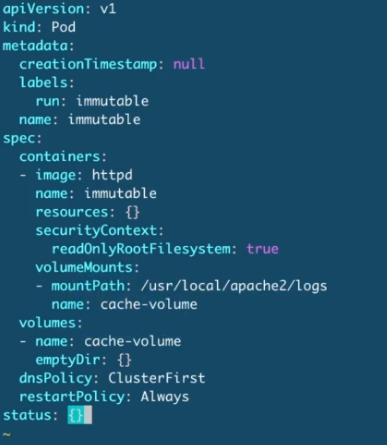 apiVersion: v1
kind: Pod
metadata:
  creationTimestamp: null
  labels:
    run: immutable
  name: immutable
spec:
  containers:
  - image: httpd
    name: immutable
    resources: {}
    securityContext:
      readOnlyRootFilesystem: true
    volumeMounts:
    - mountPath: /usr/local/apache2/logs
      name: cache-volume
  volumes:
  - name: cache-volume
    emptyDir: {}
  dnsPolicy: ClusterFirst
  restartPolicy: Always
status: {}
~